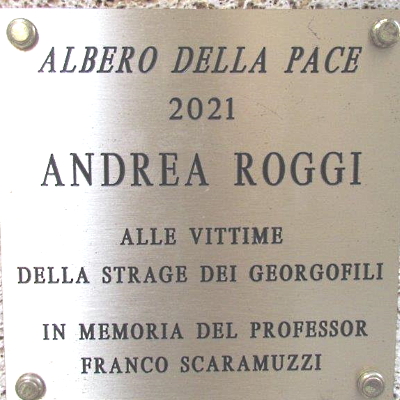 ALBERO DELLA PACE
2021
ANDREA ROGGI
ALLE VITTIME
DELLA STRAGE DEI GEORGOFILI
IN MEMORIA DEL PROFESSOR
FRANCO SCARAMUZZI